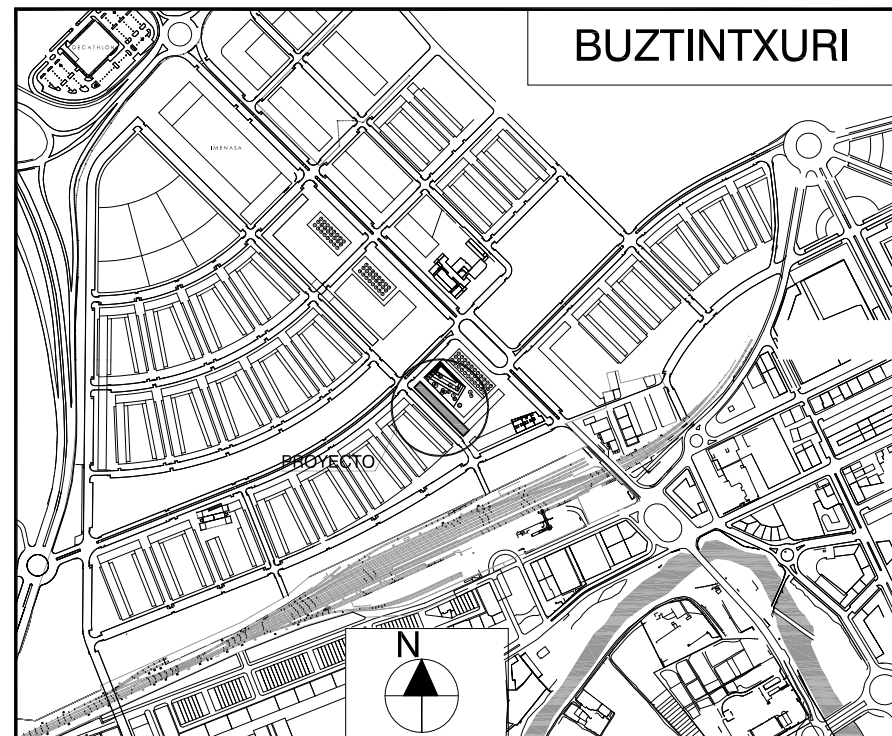 BUZTINTXURI
DECATHLON
IMENASA
PROYECTO
N